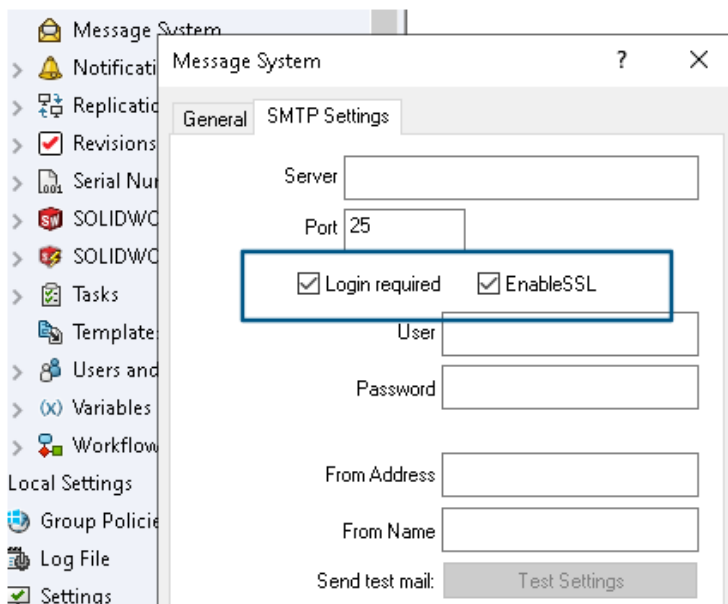 Message System
Notificati
Replicatio
Revisions
Serial Nur
SOLIDWO
SOLIDWO
Tasks
Template
Users and
Variables
Workflow
Local Settings
Group Policie
Log File
Settings
Message System
?
General
SMTP Settings
Server
Port 25
Login required EnableSSL
User
Password
From Address
From Name
Send test mail: Test Settings